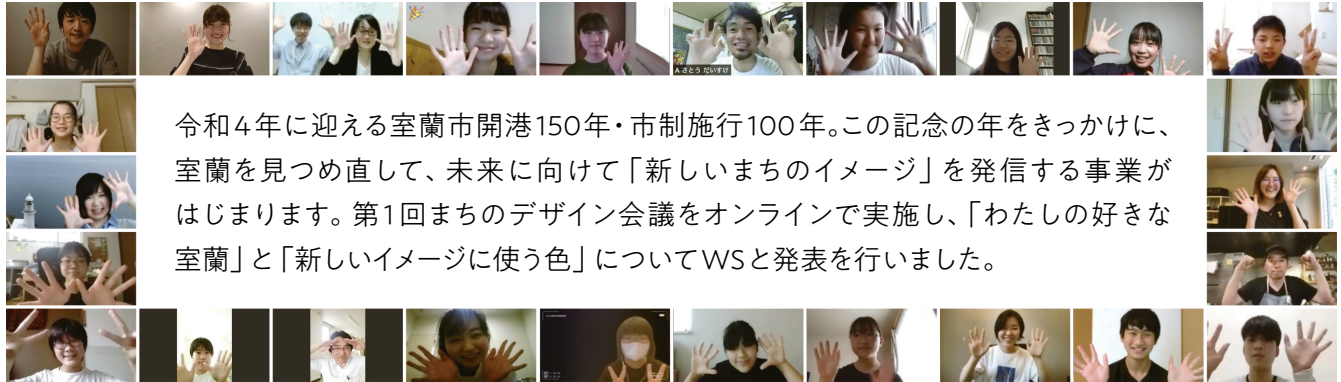 A さとう だいすけ
令和4年に迎える室蘭市開港150年・市制施行100年。この記念の年をきっかけに、
室蘭を見つめ直して、未来に向けて「新しいまちのイメージ」を発信する事業が
はじまります。第1回まちのデザイン会議をオンラインで実施し、「わたしの好きな
室蘭」と「新しいイメージに使う色」についてWSと発表を行いました。